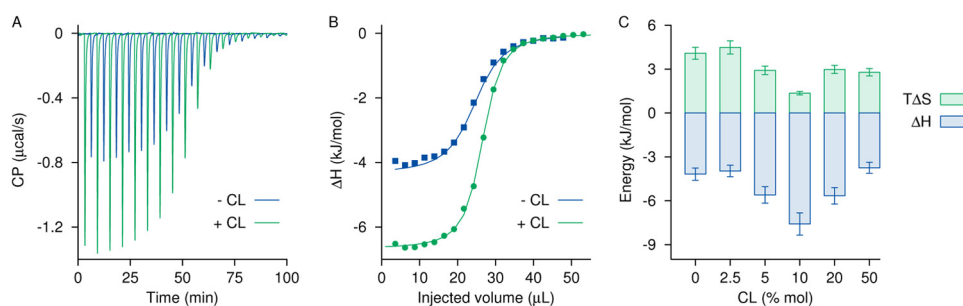 A
CP (μcal/s)
0
-0.4
-0.8
-1.2
- CL
+ CL
0 25 50 75 100
Time (min)
B
ΔH (kJ/mol)
0
-2
-4
-6
- CL
+ CL
0 10 20 30 40 50
Injected volume (μL)
C
Energy (kJ/mol)
6
3
0
-3
-6
-9
0 2.5 5 10 20 50
CL (% mol)
TΔS
ΔH